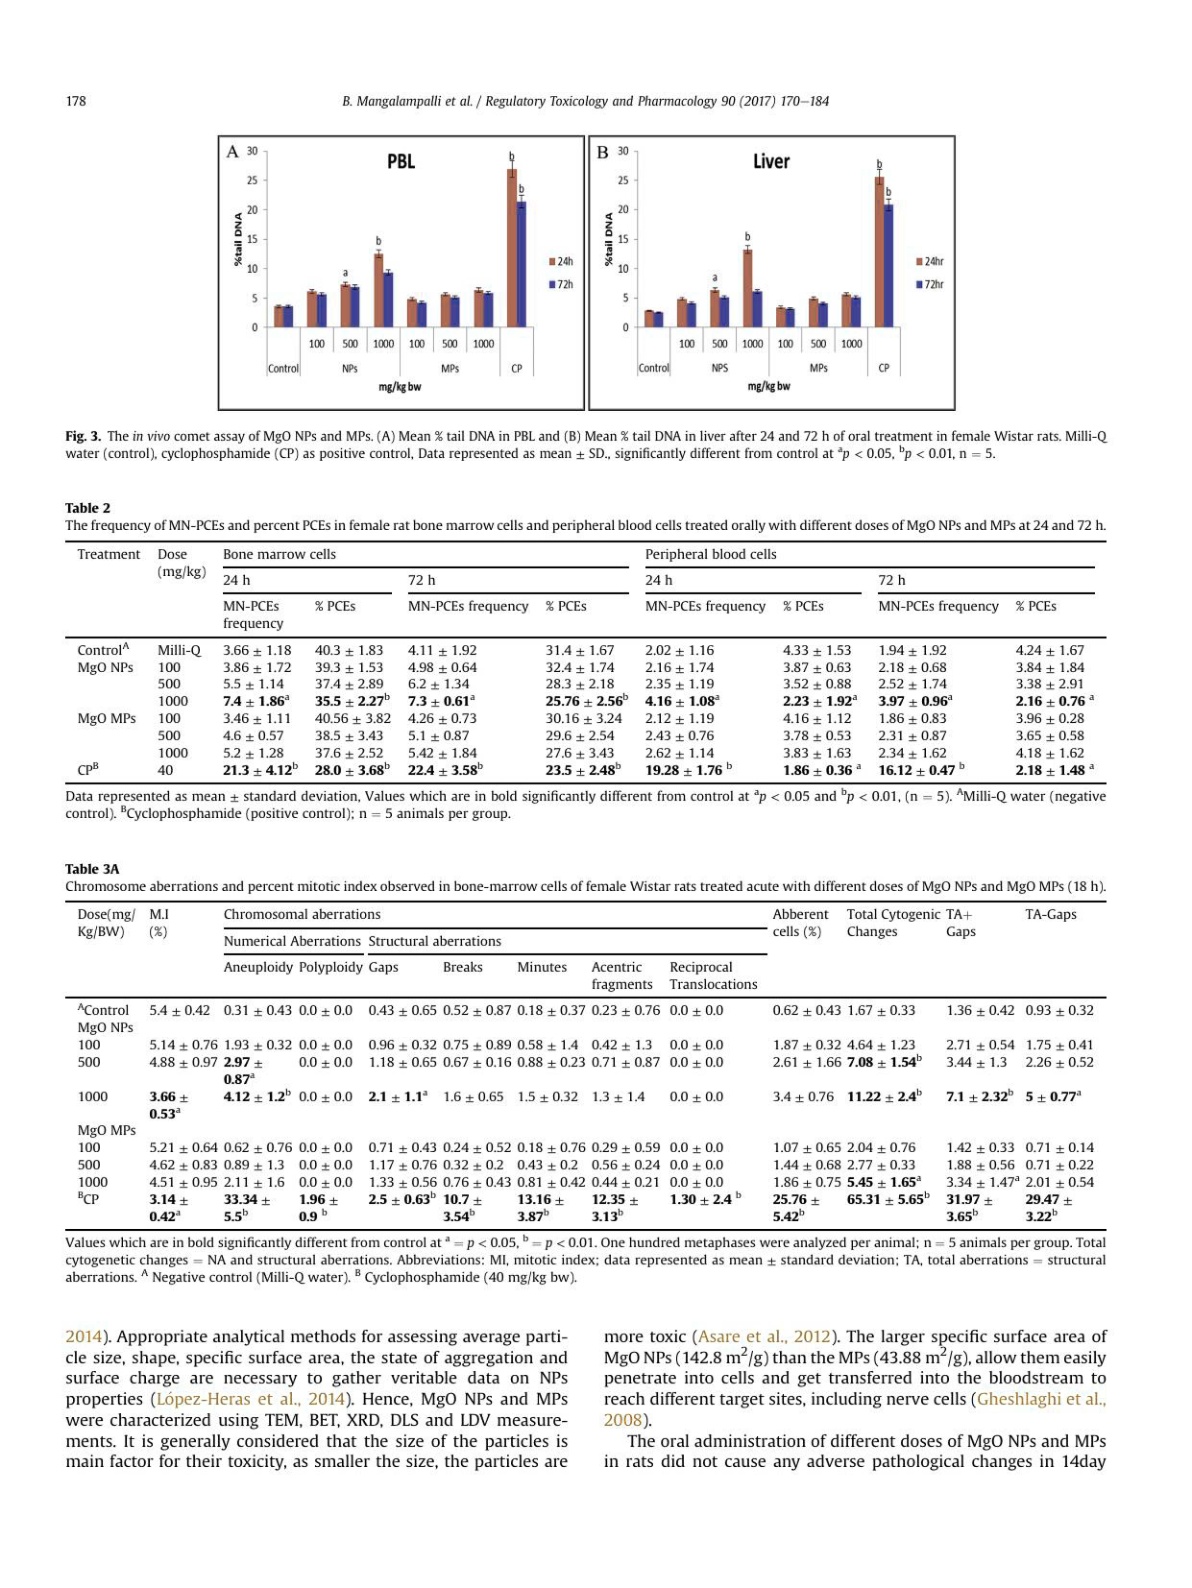 178
B. Mangalampalli et al. / Regulatory Toxicology and Pharmacology 90 (2017) 170–184
A
PBL
30
25
20
15
10
5
0
%tail DNA
a
b
b
b
24h
72h
100 500 1000 100 500 1000
Control NPs MPs CP
mg/kg bw
B
Liver
30
25
20
15
10
5
0
%tail DNA
a
b
b
b
24hr
72hr
100 500 1000 100 500 1000
Control NPS MPs CP
mg/kg bw
Fig. 3. The in vivo comet assay of MgO NPs and MPs. (A) Mean % tail DNA in PBL and (B) Mean % tail DNA in liver after 24 and 72 h of oral treatment in female Wistar rats. Milli-Q
water (control), cyclophosphamide (CP) as positive control, Data represented as mean ± SD., significantly different from control at ᵃp < 0.05, ᵇp < 0.01, n = 5.
Table 2
The frequency of MN-PCEs and percent PCEs in female rat bone marrow cells and peripheral blood cells treated orally with different doses of MgO NPs and MPs at 24 and 72 h.
Treatment Dose Bone marrow cells Peripheral blood cells
(mg/kg)
24 h 72 h 24 h 72 h
MN-PCEs % PCEs MN-PCEs frequency % PCEs MN-PCEs frequency % PCEs MN-PCEs frequency % PCEs
frequency
Controlᴬ Milli-Q 3.66 ± 1.18 40.3 ± 1.83 4.11 ± 1.92 31.4 ± 1.67 2.02 ± 1.16 4.33 ± 1.53 1.94 ± 1.92 4.24 ± 1.67
MgO NPs 100 3.86 ± 1.72 39.3 ± 1.53 4.98 ± 0.64 32.4 ± 1.74 2.16 ± 1.74 3.87 ± 0.63 2.18 ± 0.68 3.84 ± 1.84
500 5.5 ± 1.14 37.4 ± 2.89 6.2 ± 1.34 28.3 ± 2.18 2.35 ± 1.19 3.52 ± 0.88 2.52 ± 1.74 3.38 ± 2.91
1000 7.4 ± 1.86ᵃ 35.5 ± 2.27ᵇ 7.3 ± 0.61ᵃ 25.76 ± 2.56ᵇ 4.16 ± 1.08ᵃ 2.23 ± 1.92ᵃ 3.97 ± 0.96ᵃ 2.16 ± 0.76 ᵃ
MgO MPs 100 3.46 ± 1.11 40.56 ± 3.82 4.26 ± 0.73 30.16 ± 3.24 2.12 ± 1.19 4.16 ± 1.12 1.86 ± 0.83 3.96 ± 0.28
500 4.6 ± 0.57 38.5 ± 3.43 5.1 ± 0.87 29.6 ± 2.54 2.43 ± 0.76 3.78 ± 0.53 2.31 ± 0.87 3.65 ± 0.58
1000 5.2 ± 1.28 37.6 ± 2.52 5.42 ± 1.84 27.6 ± 3.43 2.62 ± 1.14 3.83 ± 1.63 2.34 ± 1.62 4.18 ± 1.62
CPᴮ 40 21.3 ± 4.12ᵇ 28.0 ± 3.68ᵇ 22.4 ± 3.58ᵇ 23.5 ± 2.48ᵇ 19.28 ± 1.76 ᵇ 1.86 ± 0.36 ᵃ 16.12 ± 0.47 ᵇ 2.18 ± 1.48 ᵃ
Data represented as mean ± standard deviation, Values which are in bold significantly different from control at ᵃp < 0.05 and ᵇp < 0.01, (n = 5). ᴬMilli-Q water (negative
control). ᴮCyclophosphamide (positive control); n = 5 animals per group.
Table 3A
Chromosome aberrations and percent mitotic index observed in bone-marrow cells of female Wistar rats treated acute with different doses of MgO NPs and MgO MPs (18 h).
Dose(mg/ M.I Chromosomal aberrations Abberent Total Cytogenic TA+ TA-Gaps
Kg/BW) (%) cells (%) Changes Gaps
Numerical Aberrations Structural aberrations
Aneuploidy Polyploidy Gaps Breaks Minutes Acentric Reciprocal
fragments Translocations
ᴬControl 5.4 ± 0.42 0.31 ± 0.43 0.0 ± 0.0 0.43 ± 0.65 0.52 ± 0.87 0.18 ± 0.37 0.23 ± 0.76 0.0 ± 0.0 0.62 ± 0.43 1.67 ± 0.33 1.36 ± 0.42 0.93 ± 0.32
MgO NPs
100 5.14 ± 0.76 1.93 ± 0.32 0.0 ± 0.0 0.96 ± 0.32 0.75 ± 0.89 0.58 ± 1.4 0.42 ± 1.3 0.0 ± 0.0 1.87 ± 0.32 4.64 ± 1.23 2.71 ± 0.54 1.75 ± 0.41
500 4.88 ± 0.97 2.97 ± 0.0 ± 0.0 1.18 ± 0.65 0.67 ± 0.16 0.88 ± 0.23 0.71 ± 0.87 0.0 ± 0.0 2.61 ± 1.66 7.08 ± 1.54ᵇ 3.44 ± 1.3 2.26 ± 0.52
0.87ᵃ
1000 3.66 ± 4.12 ± 1.2ᵇ 0.0 ± 0.0 2.1 ± 1.1ᵃ 1.6 ± 0.65 1.5 ± 0.32 1.3 ± 1.4 0.0 ± 0.0 3.4 ± 0.76 11.22 ± 2.4ᵇ 7.1 ± 2.32ᵇ 5 ± 0.77ᵃ
0.53ᵃ
MgO MPs
100 5.21 ± 0.64 0.62 ± 0.76 0.0 ± 0.0 0.71 ± 0.43 0.24 ± 0.52 0.18 ± 0.76 0.29 ± 0.59 0.0 ± 0.0 1.07 ± 0.65 2.04 ± 0.76 1.42 ± 0.33 0.71 ± 0.14
500 4.62 ± 0.83 0.89 ± 1.3 0.0 ± 0.0 1.17 ± 0.76 0.32 ± 0.2 0.43 ± 0.2 0.56 ± 0.24 0.0 ± 0.0 1.44 ± 0.68 2.77 ± 0.33 1.88 ± 0.56 0.71 ± 0.22
1000 4.51 ± 0.95 2.11 ± 1.6 0.0 ± 0.0 1.33 ± 0.56 0.76 ± 0.43 0.81 ± 0.42 0.44 ± 0.21 0.0 ± 0.0 1.86 ± 0.75 5.45 ± 1.65ᵃ 3.34 ± 1.47ᵃ 2.01 ± 0.54
ᴮCP 3.14 ± 33.34 ± 1.96 ± 2.5 ± 0.63ᵇ 10.7 ± 13.16 ± 12.35 ± 1.30 ± 2.4 ᵇ 25.76 ± 65.31 ± 5.65ᵇ 31.97 ± 29.47 ±
0.42ᵃ 5.5ᵇ 0.9 ᵇ 3.54ᵇ 3.87ᵇ 3.13ᵇ 5.42ᵇ 3.65ᵇ 3.22ᵇ
Values which are in bold significantly different from control at ᵃ = p < 0.05, ᵇ = p < 0.01. One hundred metaphases were analyzed per animal; n = 5 animals per group. Total
cytogenetic changes = NA and structural aberrations. Abbreviations: MI, mitotic index; data represented as mean ± standard deviation; TA, total aberrations = structural
aberrations. ᴬ Negative control (Milli-Q water). ᴮ Cyclophosphamide (40 mg/kg bw).
2014). Appropriate analytical methods for assessing average parti-
cle size, shape, specific surface area, the state of aggregation and
surface charge are necessary to gather veritable data on NPs
properties (López-Heras et al., 2014). Hence, MgO NPs and MPs
were characterized using TEM, BET, XRD, DLS and LDV measure-
ments. It is generally considered that the size of the particles is
main factor for their toxicity, as smaller the size, the particles are
more toxic (Asare et al., 2012). The larger specific surface area of
MgO NPs (142.8 m²/g) than the MPs (43.88 m²/g), allow them easily
penetrate into cells and get transferred into the bloodstream to
reach different target sites, including nerve cells (Gheshlaghi et al.,
2008).
The oral administration of different doses of MgO NPs and MPs
in rats did not cause any adverse pathological changes in 14day